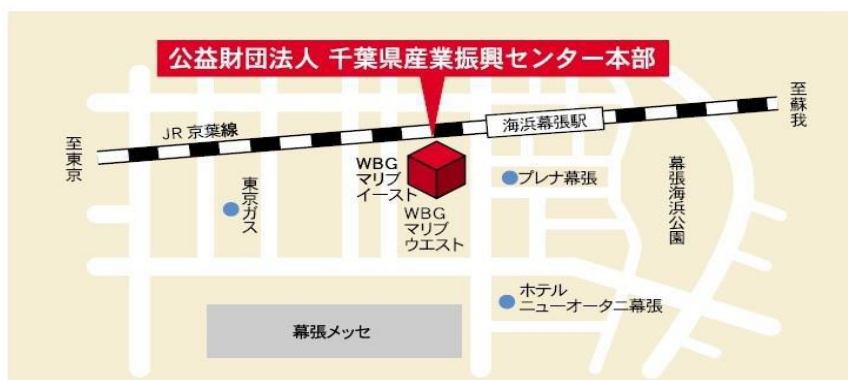 公益財団法人 千葉県産業振興センター本部
至蘇我
海浜幕張駅
JR 京葉線
至東京
WBG
マリブ
イースト
プレナ幕張
幕張海浜公園
東京ガス
WBG
マリブ
ウエスト
ホテル
ニューオータニ幕張
幕張メッセ